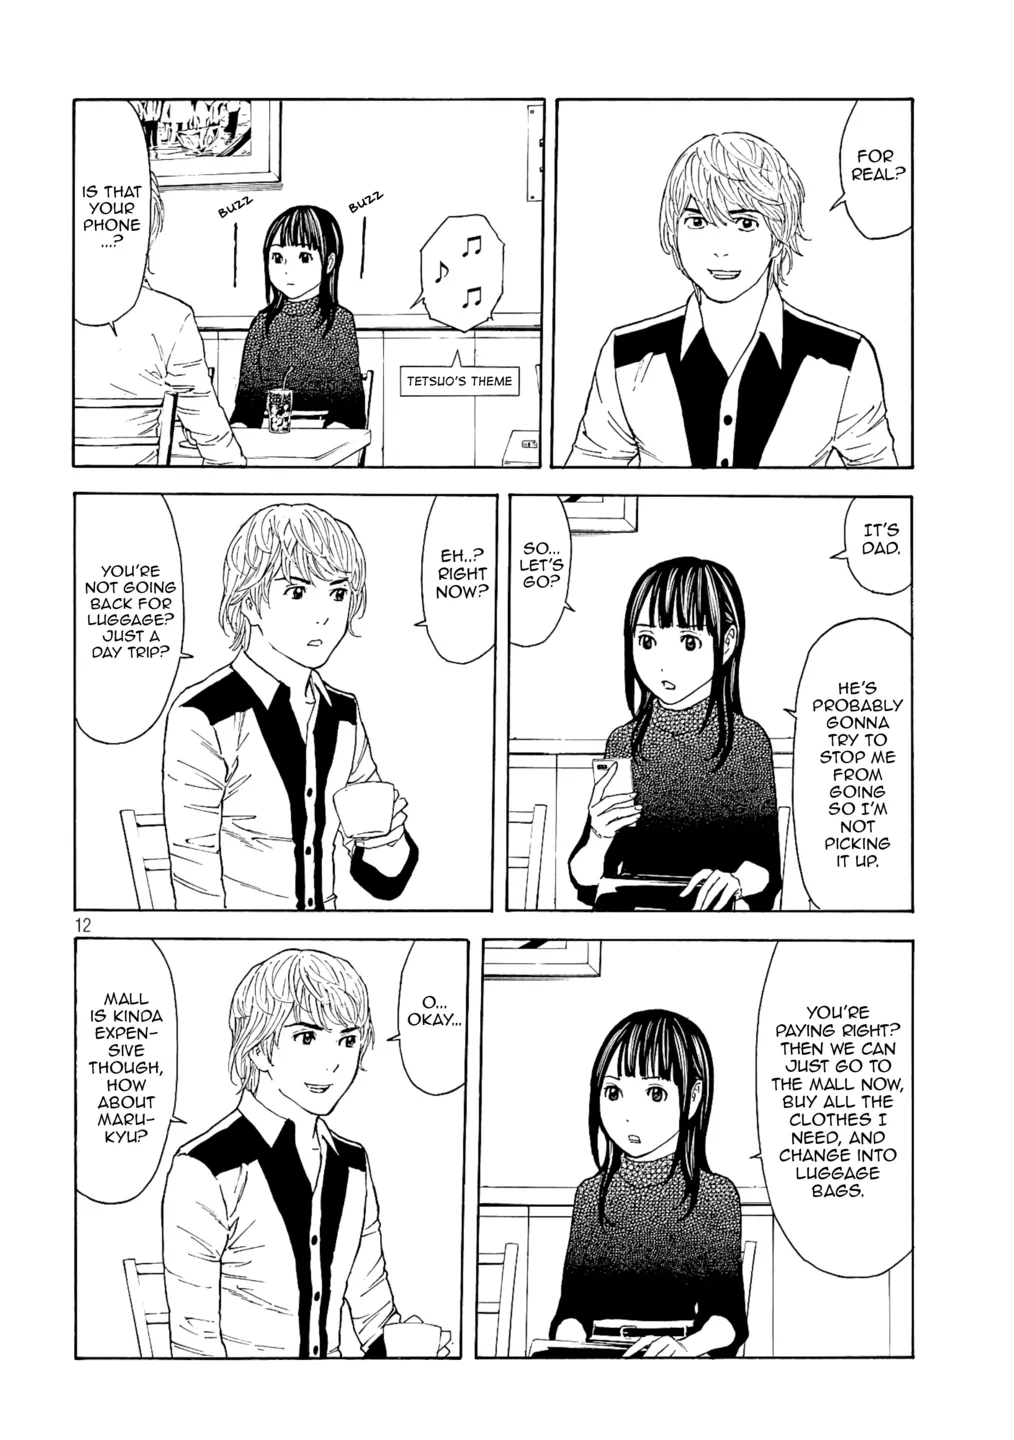 FOR
REAL?
BUZZ
BUZZ
TETSUO'S THEME
IS THAT
YOUR
PHONE
...?
IT'S
DAD.
HE'S
PROBABLY
GONNA
TRY TO
STOP ME
FROM
GOING
SO I'M
NOT
PICKING
IT UP.
SO...
LET'S
GO?
EH..?
RIGHT
NOW?
YOU'RE
NOT GOING
BACK FOR
LUGGAGE?
JUST A
DAY TRIP?
12
YOU'RE
PAYING RIGHT?
THEN WE CAN
JUST GO TO
THE MALL NOW,
BUY ALL THE
CLOTHES I
NEED, AND
CHANGE INTO
LUGGAGE
BAGS.
O...
OKAY...
MALL
IS KINDA
EXPEN-
SIVE
THOUGH,
HOW
ABOUT
MARU-
KYU?